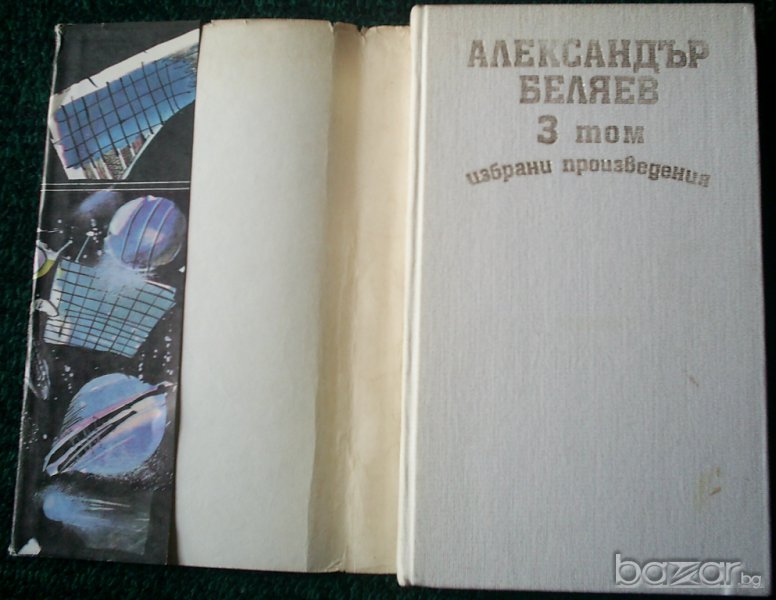 АЛЕКСАНДЪР
БЕЛЯЕВ
3 том
избрани произведения
bazar.bg